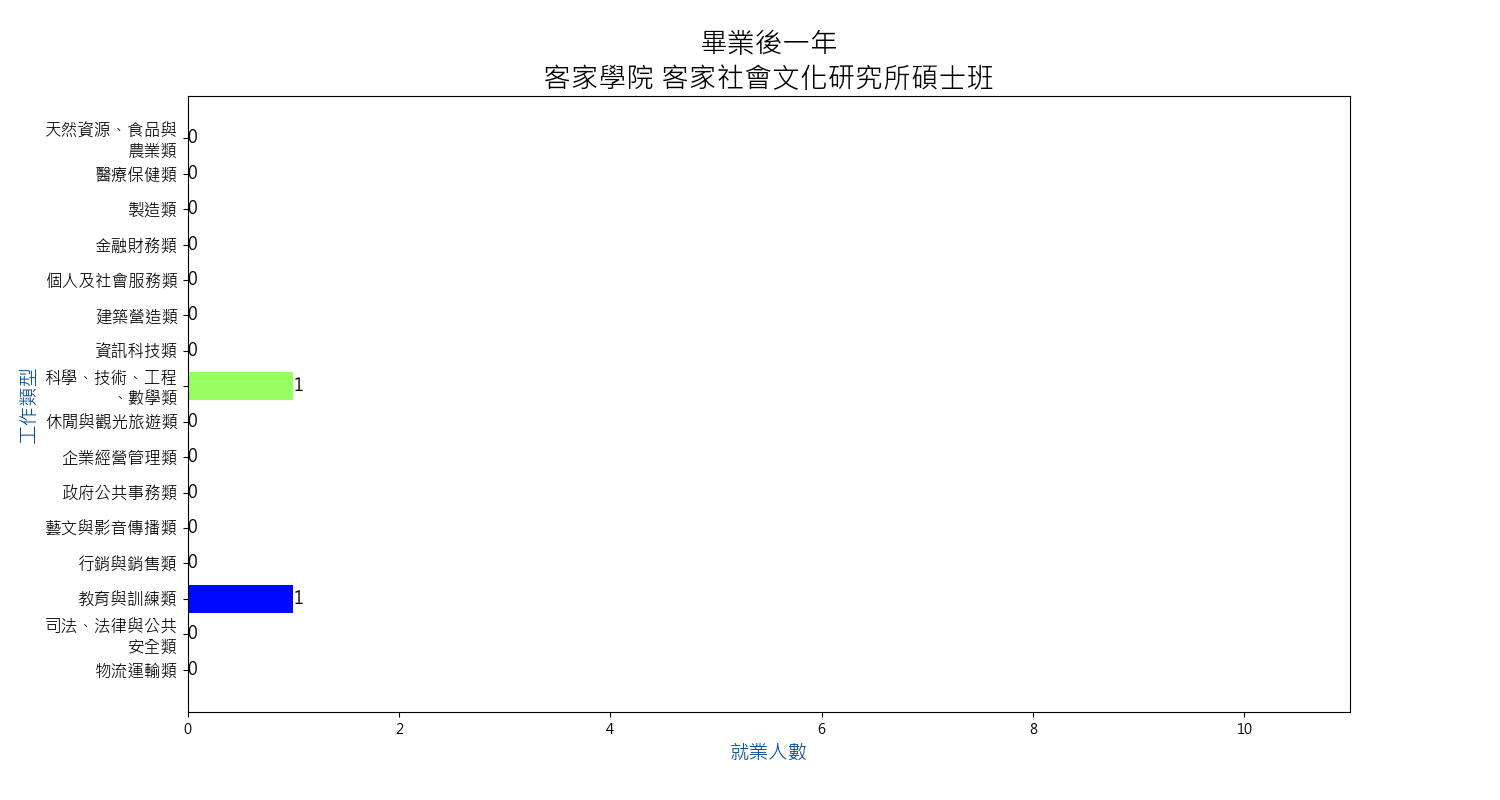 畢業後一年
客家學院 客家社會文化研究所碩士班
工作類型
天然資源、食品與
農業類
0
醫療保健類
0
製造類
0
金融財務類
0
個人及社會服務類
0
建築營造類
0
資訊科技類
0
科學、技術、工程
、數學類
1
休閒與觀光旅遊類
0
企業經營管理類
0
政府公共事務類
0
藝文與影音傳播類
0
行銷與銷售類
0
教育與訓練類
1
司法、法律與公共
安全類
0
物流運輸類
0
0 2 4 6 8 10
就業人數